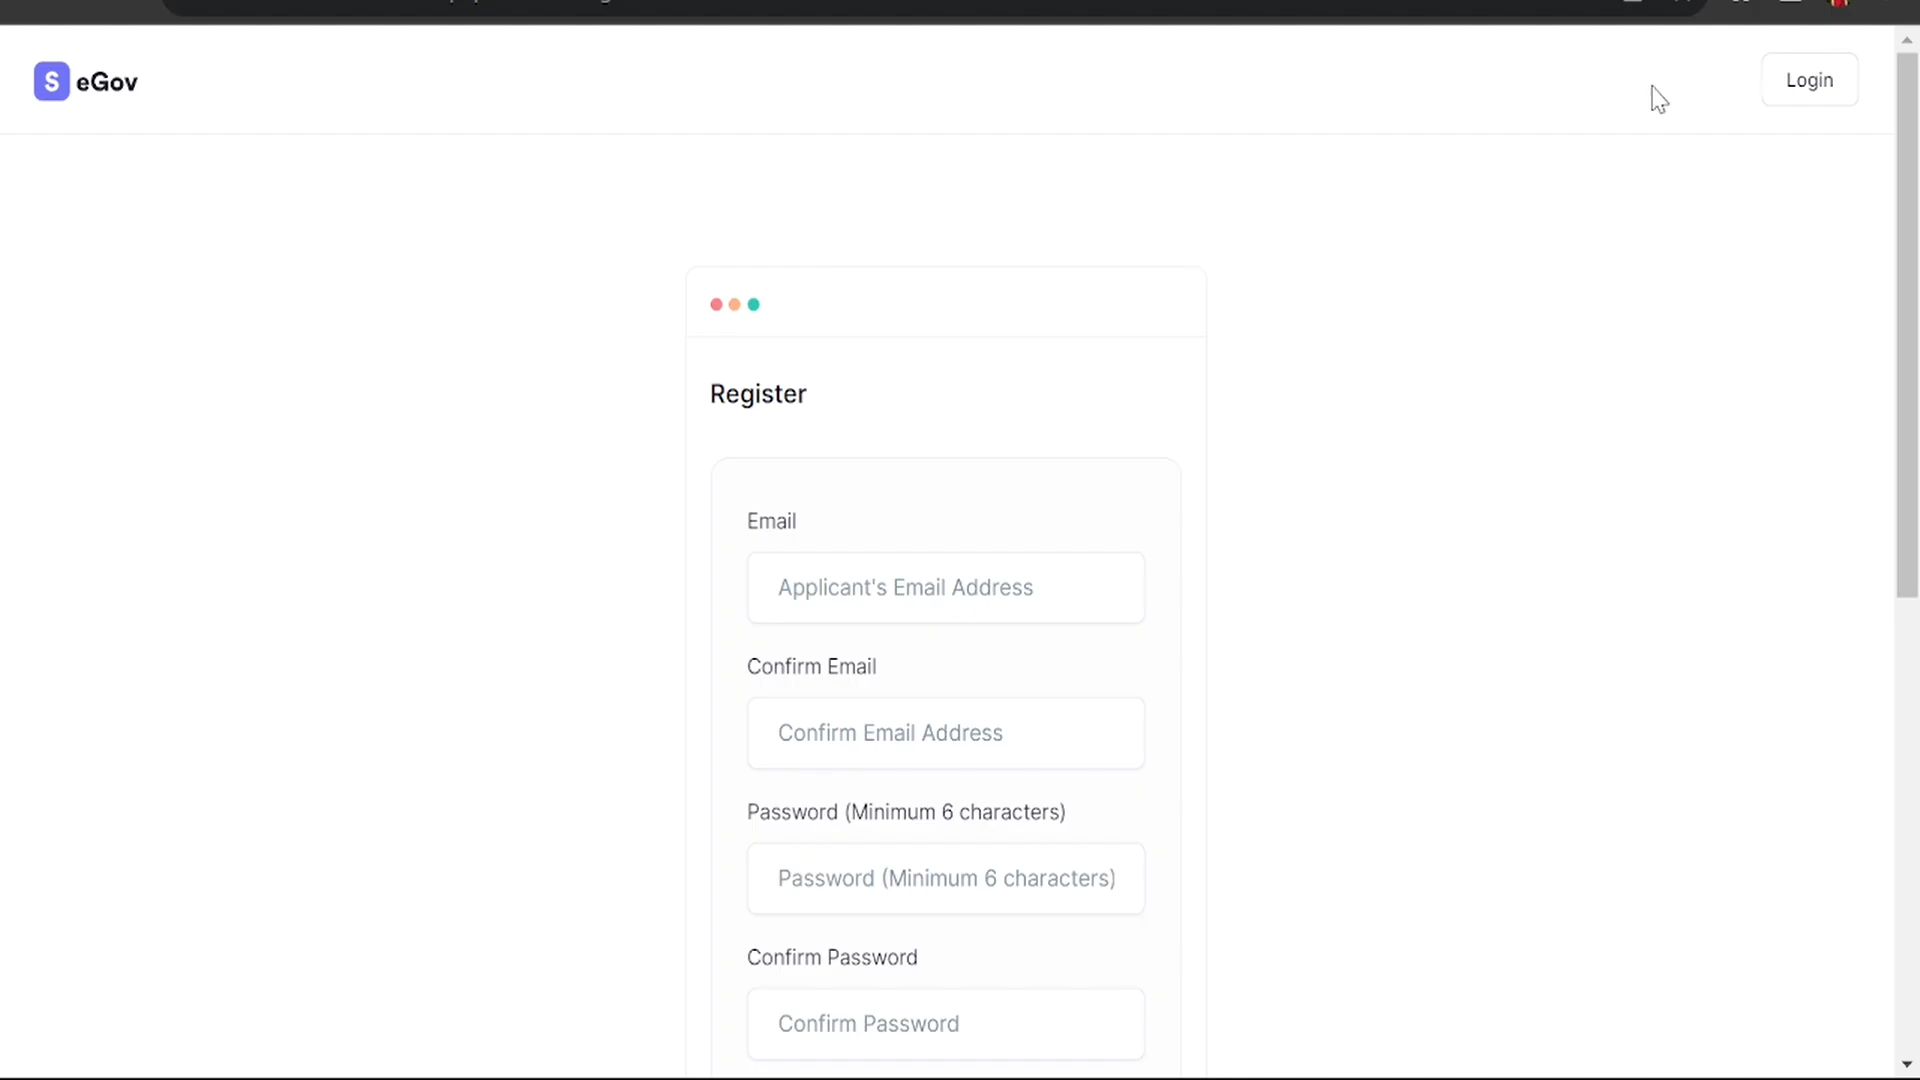 S eGov
Login
Register
Email
Applicant's Email Address
Confirm Email
Confirm Email Address
Password (Minimum 6 characters)
Password (Minimum 6 characters)
Confirm Password
Confirm Password